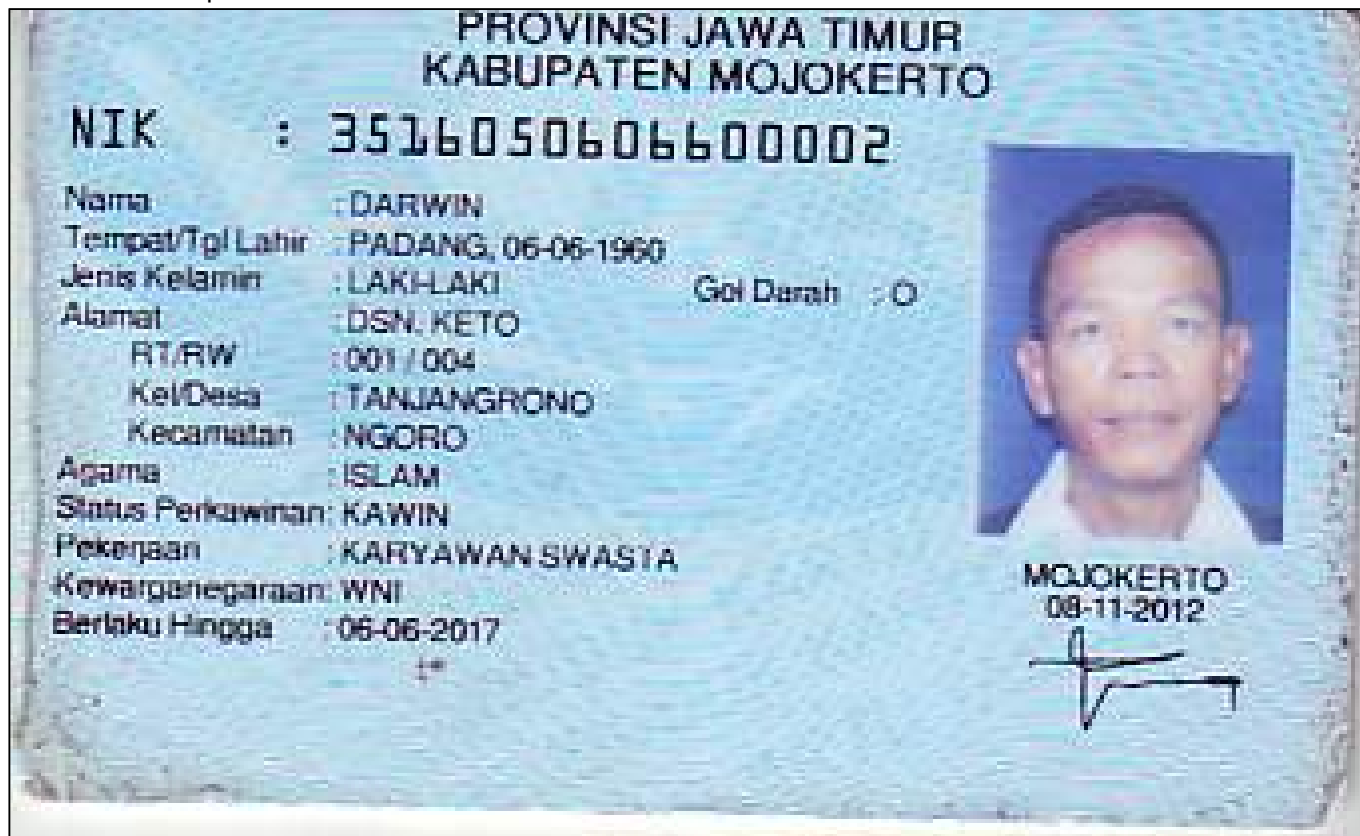 PROVINSI JAWA TIMUR
KABUPATEN MOJOKERTO
NIK : 3516050606600002
Nama : DARWIN
Tempat/Tgl Lahir : PADANG, 06-06-1960
Jenis Kelamin : LAKI-LAKI Gol Darah : O
Alamat : DSN. KETO
RT/RW : 001 / 004
Kel/Desa : TANJANGRONO
Kecamatan : NGORO
Agama : ISLAM
Status Perkawinan: KAWIN
Pekerjaan : KARYAWAN SWASTA
Kewarganegaraan: WNI
Berlaku Hingga : 06-06-2017
MOJOKERTO
08-11-2012